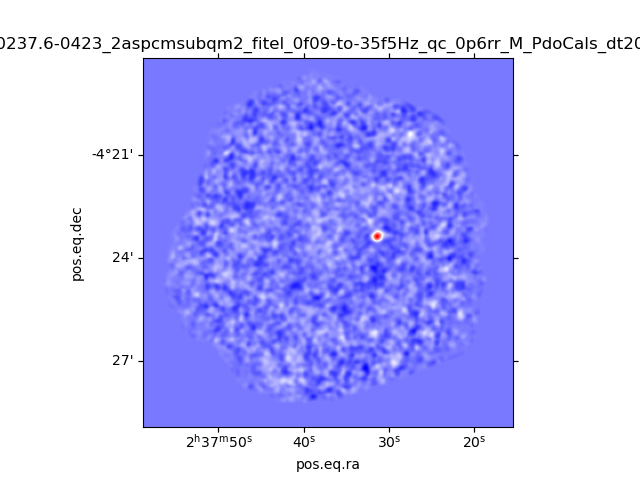 0237.6-0423_2aspcmsubqm2_fitel_0f09-to-35f5Hz_qc_0p6rr_M_PdoCals_dt20
-4°21'
24'
27'
pos.eq.dec
2ʰ37ᵐ50ˢ 40ˢ 30ˢ 20ˢ
pos.eq.ra